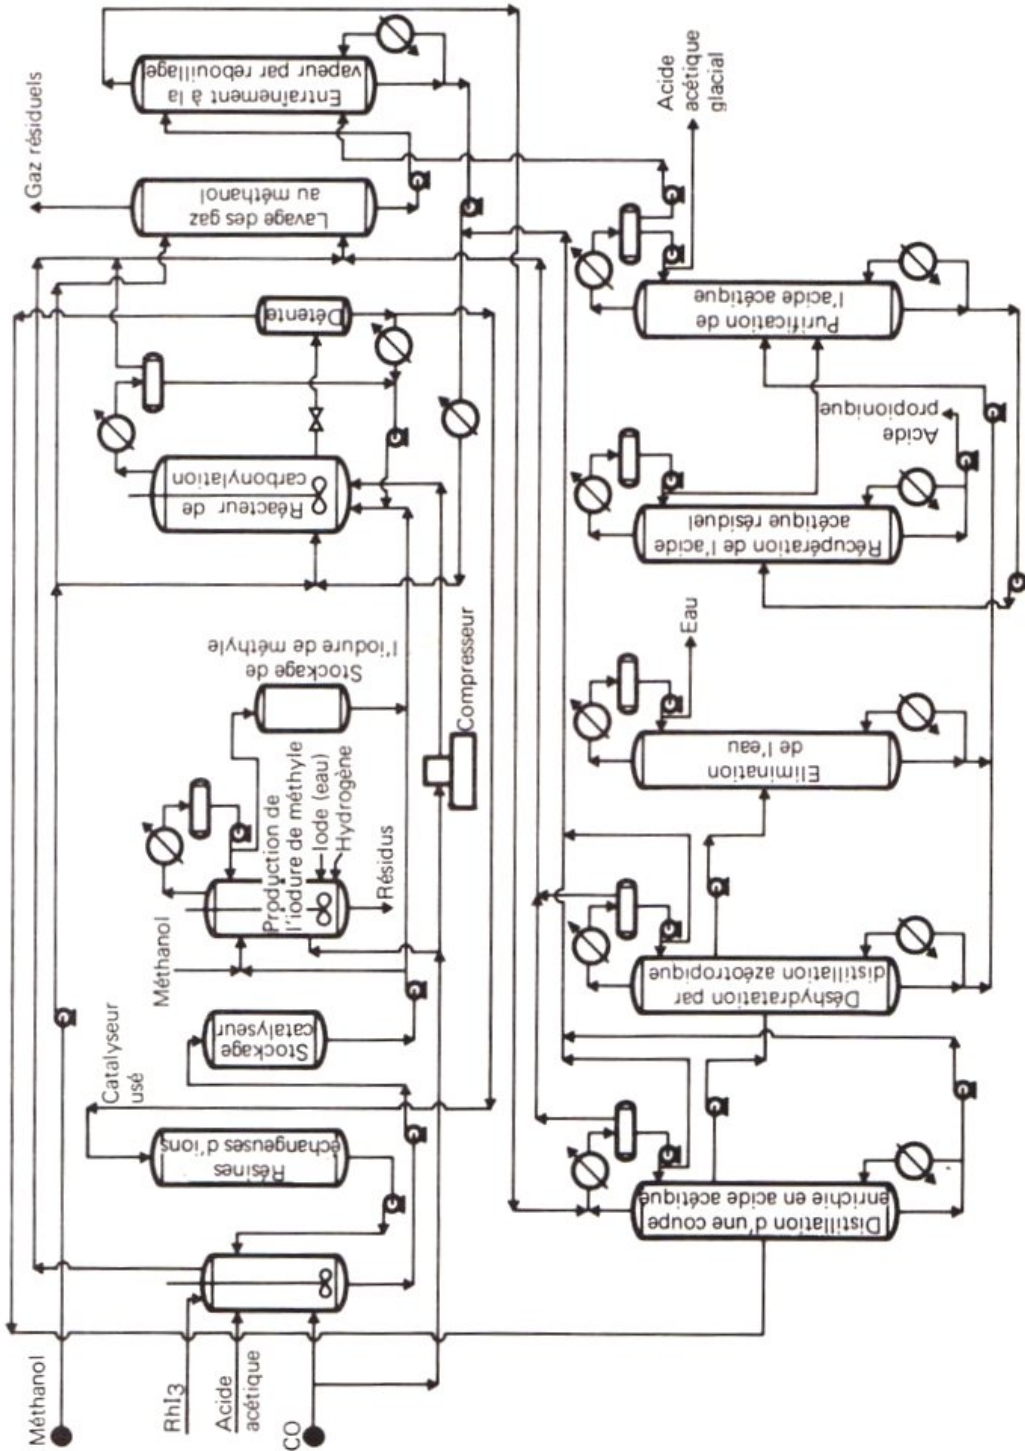 Méthanol
RhI3
Acide
acétique
CO
Catalyseur
usé
Résines
échangeuses d'ions
Stockage
catalyseur
Méthanol
Production de
l'iodure de méthyle
Iode (eau)
Hydrogène
Résidus
Stockage de
l'iodure de méthyle
Compresseur
Réacteur de
carbonylation
Détente
Gaz résiduels
Lavage des gaz
au méthanol
Entraînement à la
vapeur par rebouillage
Distillation d'une coupe
enrichie en acide acétique
Déshydratation par
distillation azéotropique
Elimination
de l'eau
Eau
Récupération de l'acide
acétique résiduel
Acide
propionique
Purification de
l'acide acétique
Acide
acétique
glacial